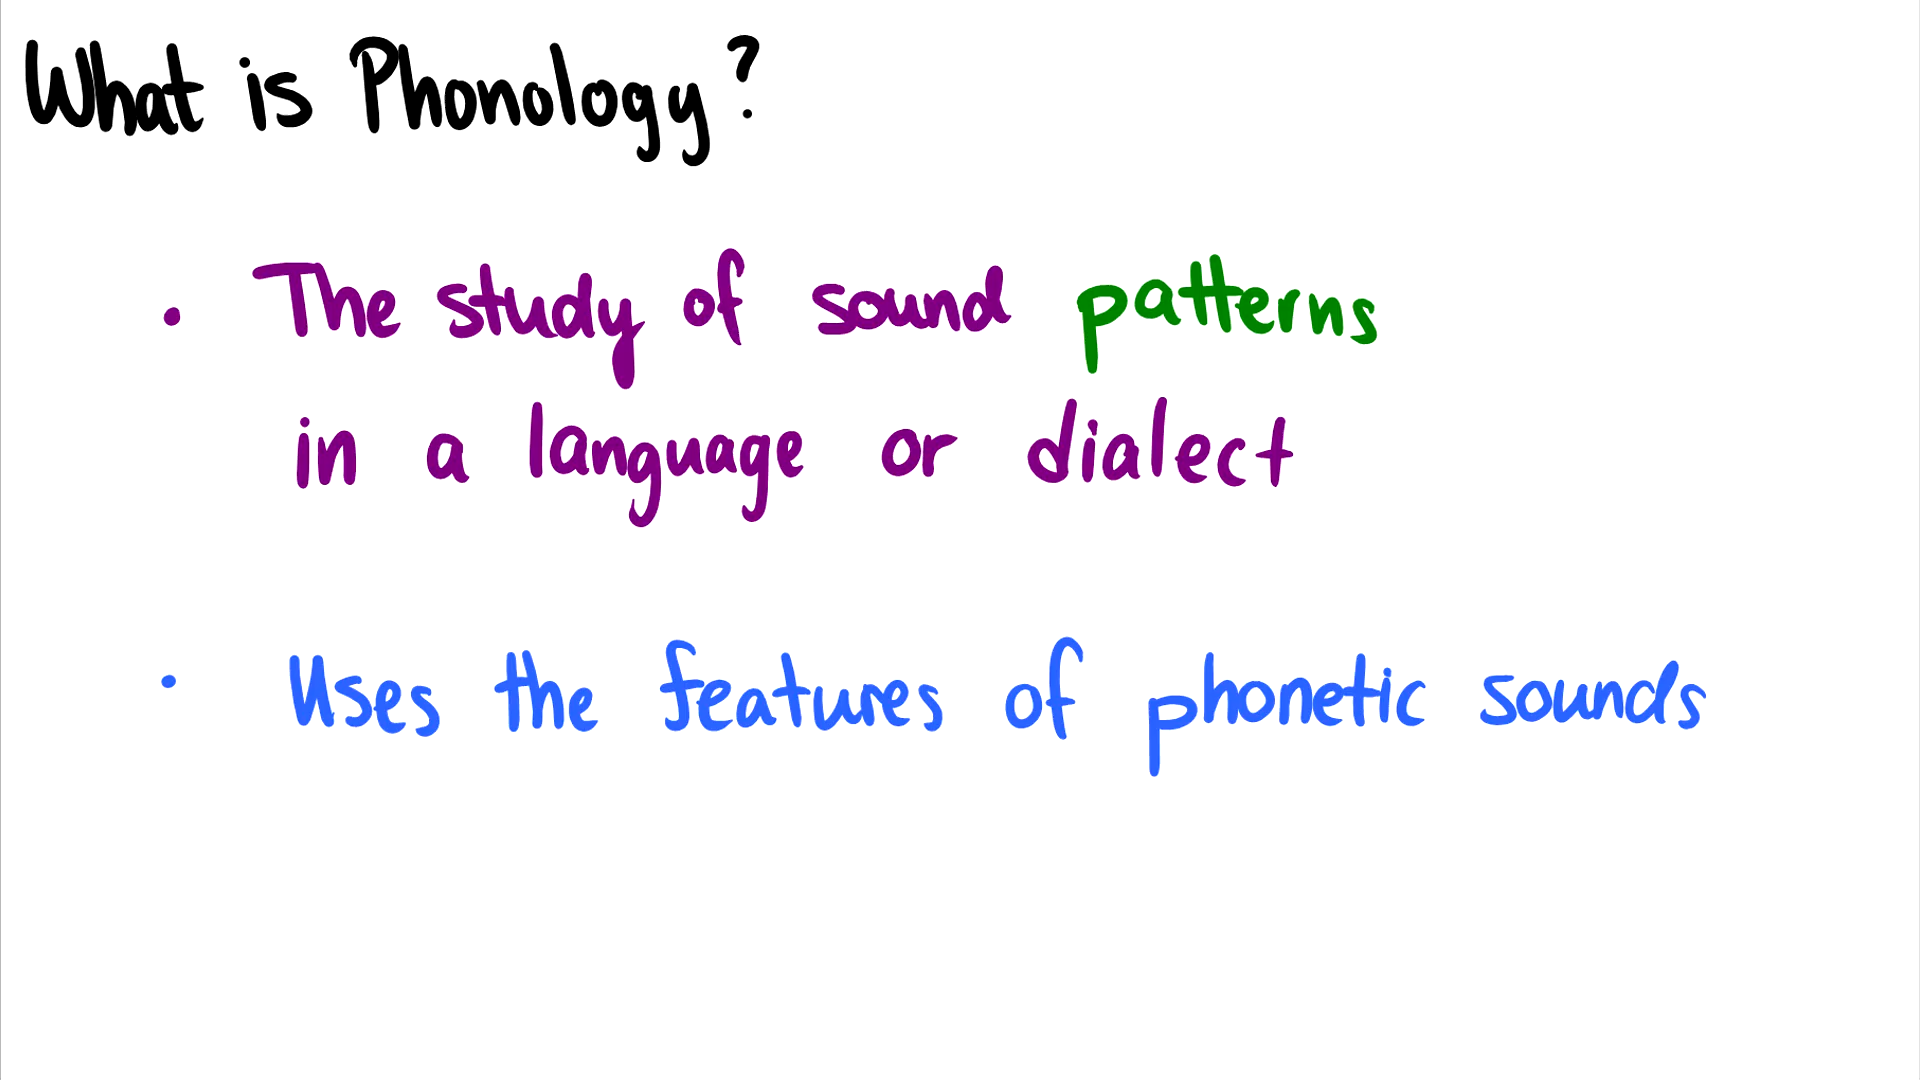 What is Phonology?
• The study of sound patterns
in a language or dialect
• Uses the features of phonetic sounds